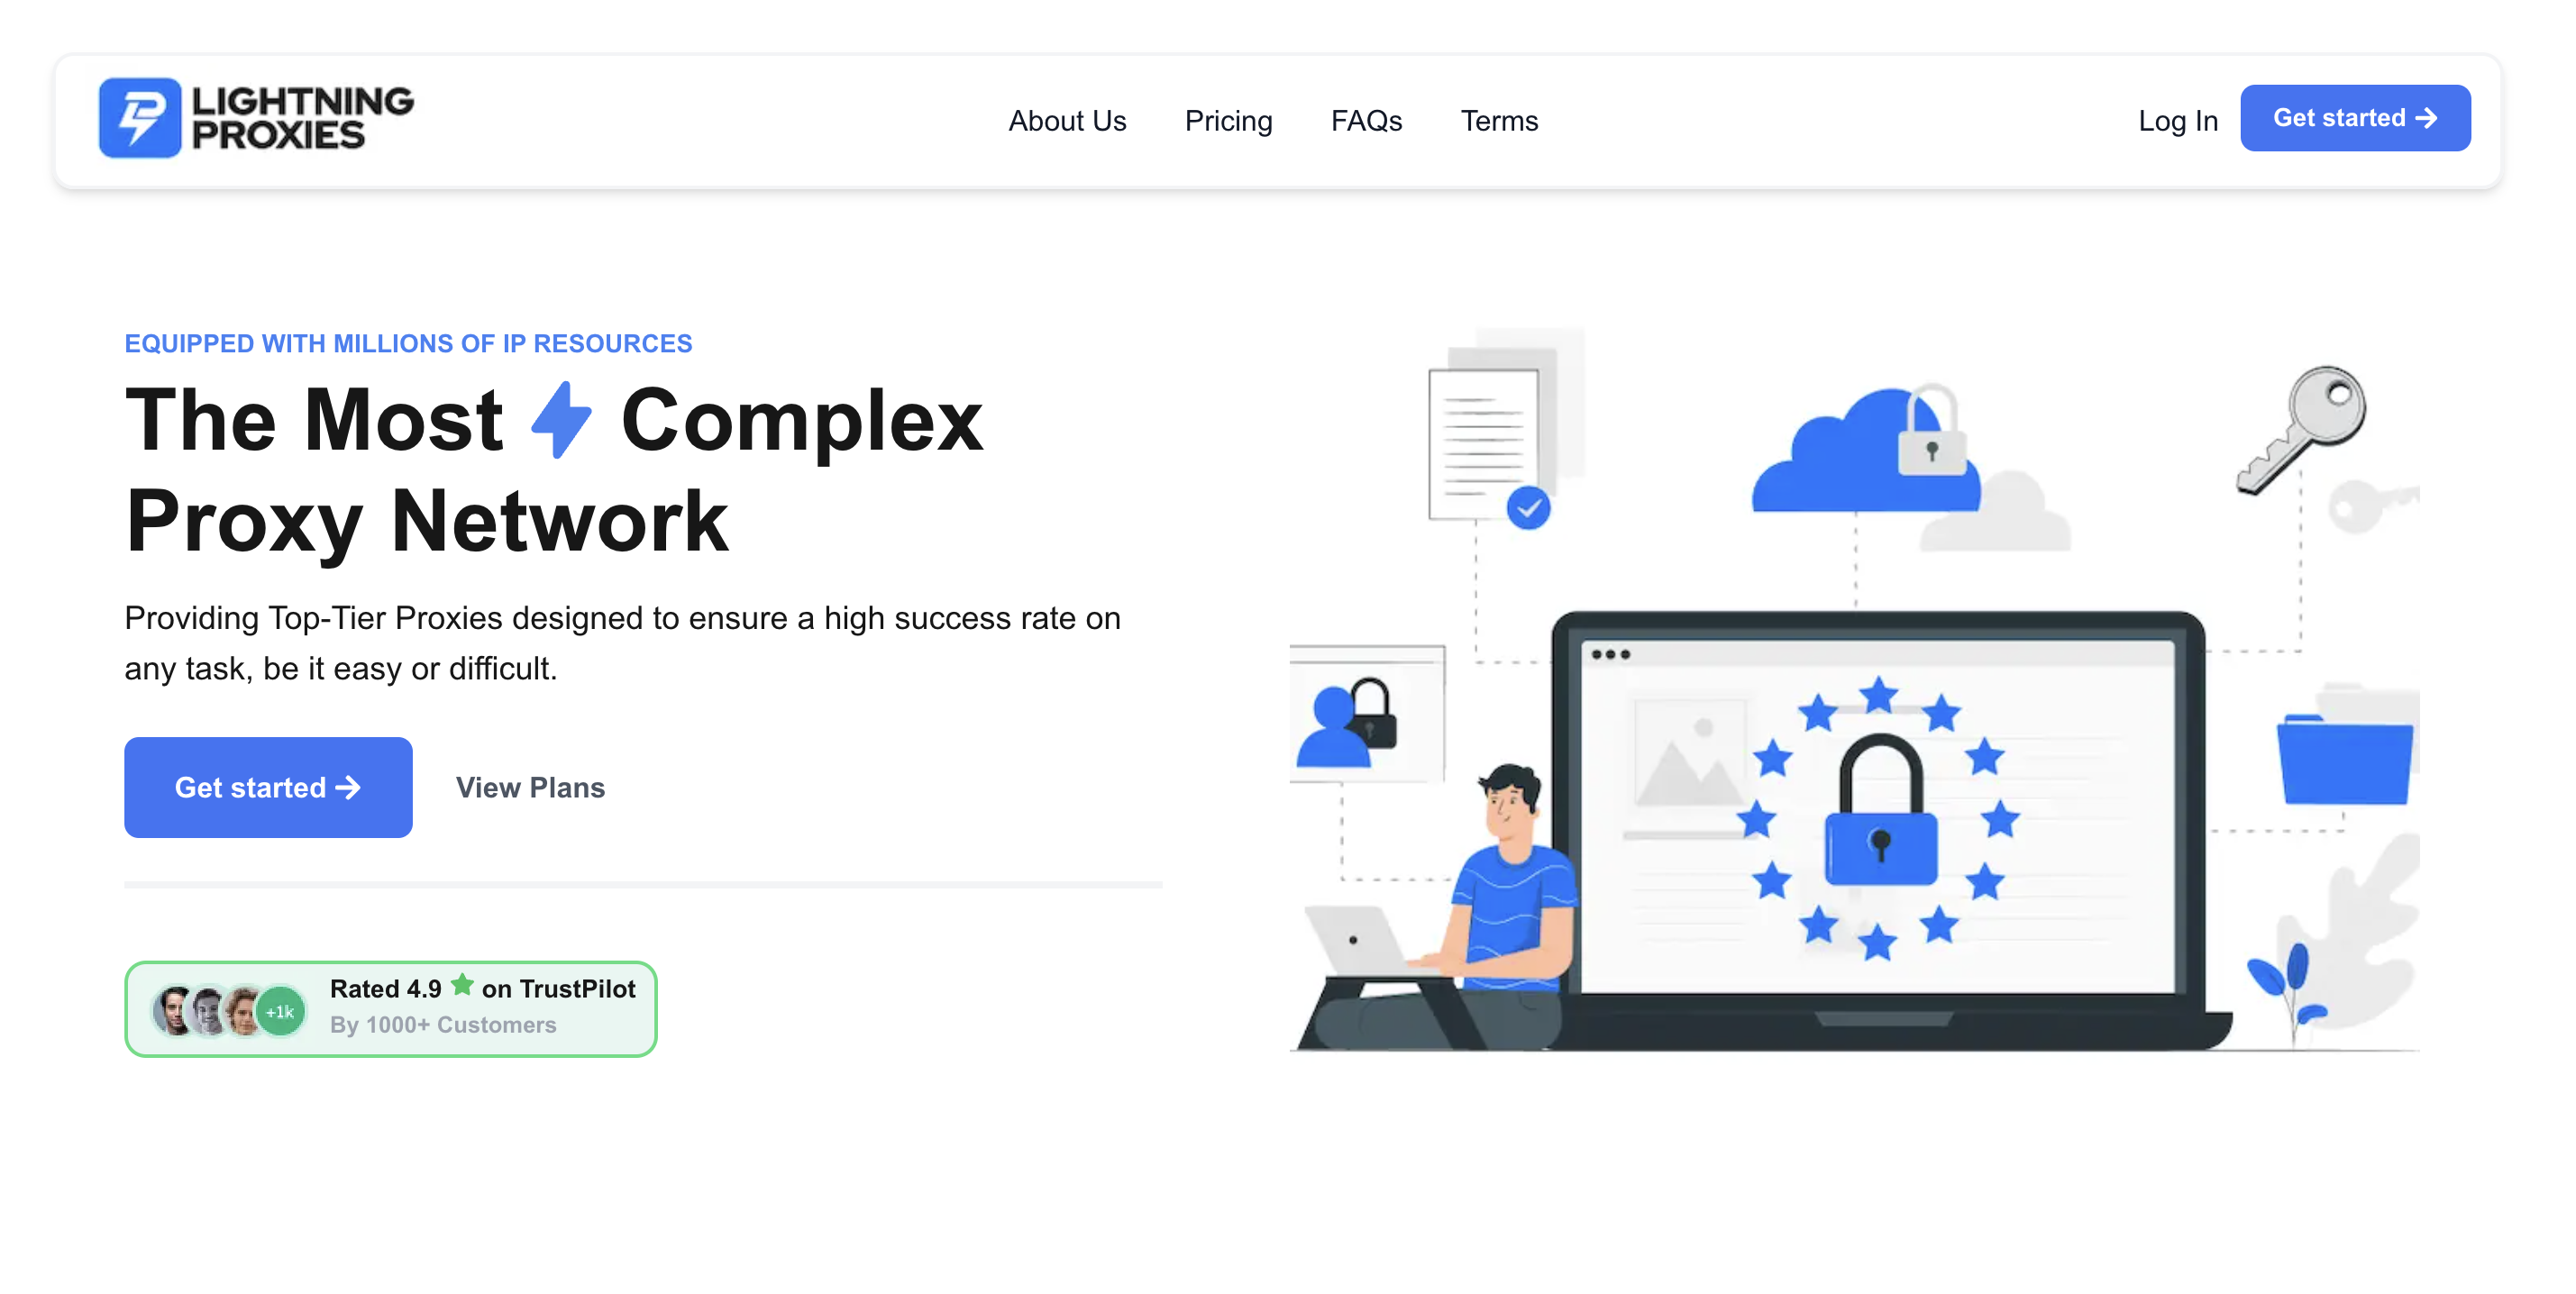 LIGHTNING
PROXIES
About Us
Pricing
FAQs
Terms
Log In
Get started
EQUIPPED WITH MILLIONS OF IP RESOURCES
The Most Complex
Proxy Network
Providing Top-Tier Proxies designed to ensure a high success rate on
any task, be it easy or difficult.
Get started
View Plans
+1k
Rated 4.9 on TrustPilot
By 1000+ Customers